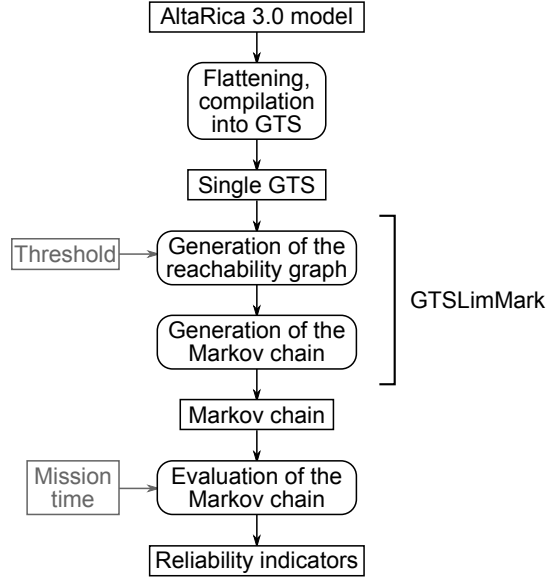 AltaRica 3.0 model
Flattening,
compilation
into GTS
Single GTS
Threshold
Generation of the
reachability graph
GTSLimMark
Generation of the
Markov chain
Markov chain
Mission
time
Evaluation of the
Markov chain
Reliability indicators